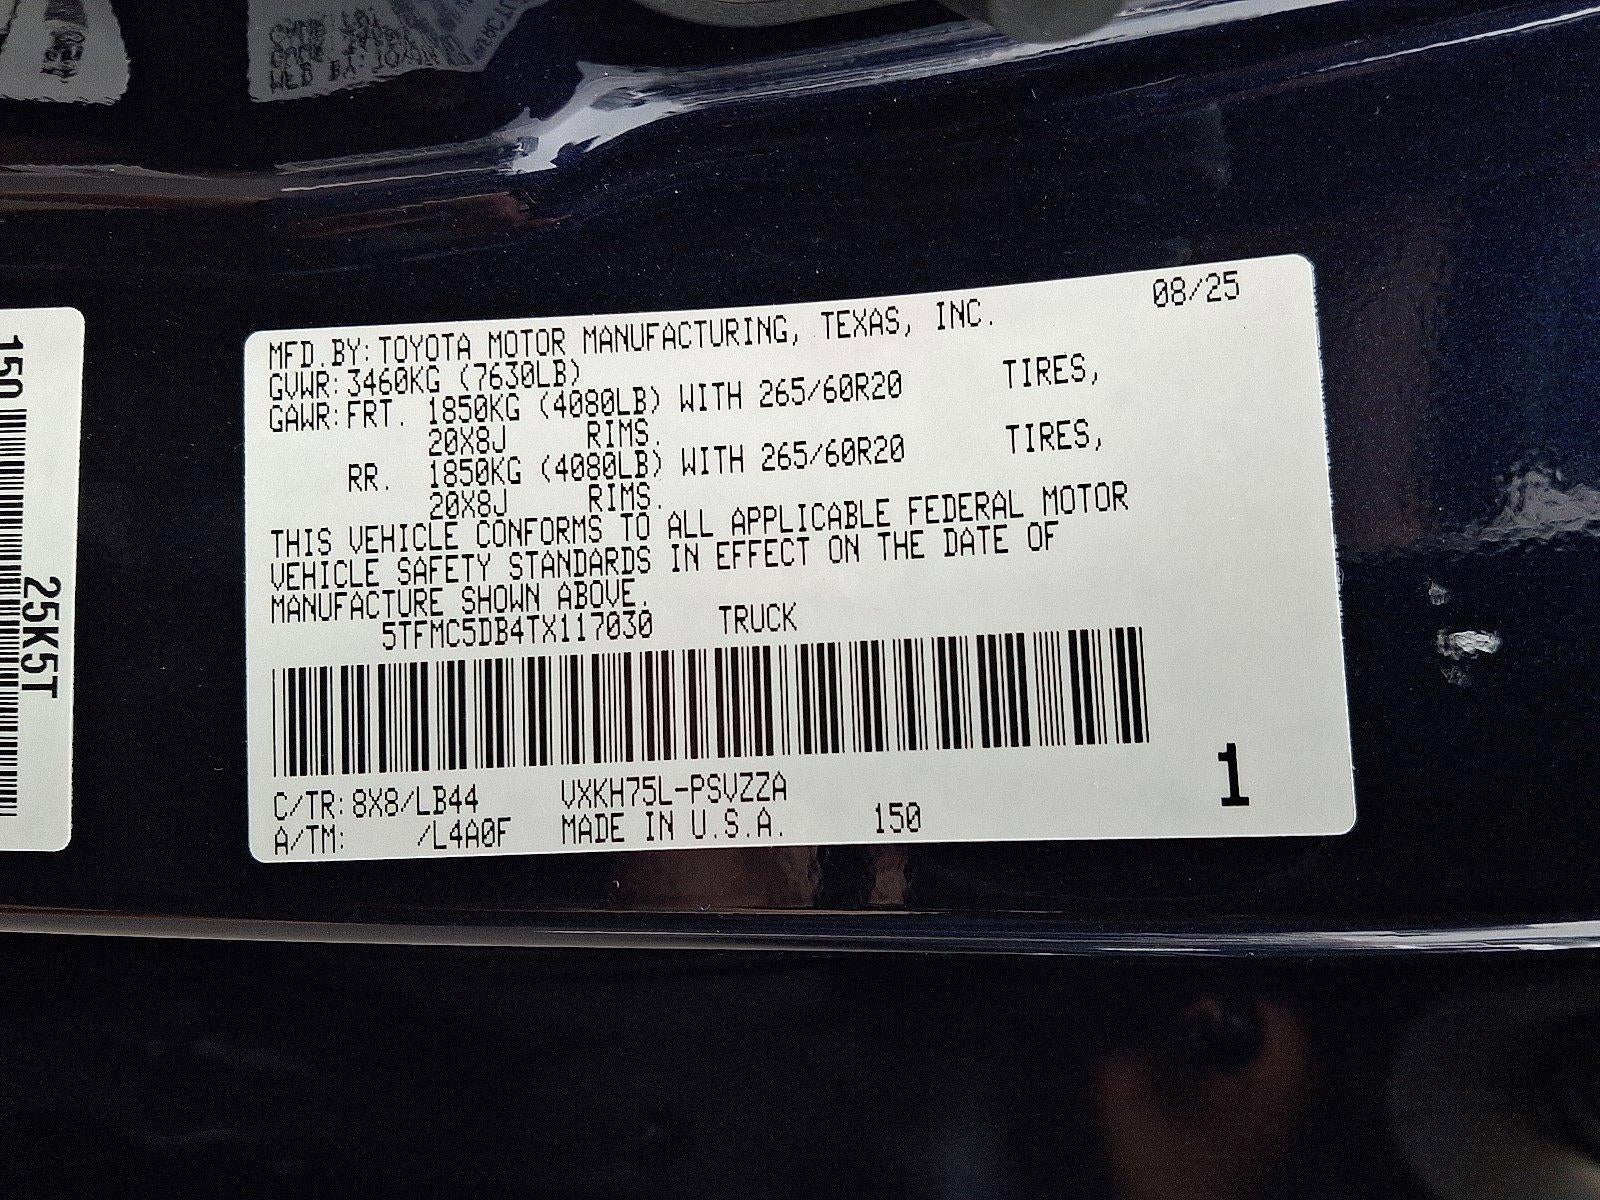 MFD.BY:TOYOTA MOTOR MANUFACTURING, TEXAS, INC. 08/25
GVWR:3460KG (7630LB)
GAWR:FRT. 1850KG (4080LB) WITH 265/60R20 TIRES,
20X8J RIMS.
RR. 1850KG (4080LB) WITH 265/60R20 TIRES,
20X8J RIMS.
THIS VEHICLE CONFORMS TO ALL APPLICABLE FEDERAL MOTOR
VEHICLE SAFETY STANDARDS IN EFFECT ON THE DATE OF
MANUFACTURE SHOWN ABOVE.
5TFMC5DB4TX117030 TRUCK
C/TR:8X8/LB44 VXKH75L-PSVZZA
A/TM: /L4A0F MADE IN U.S.A. 150
1
150
25K5T